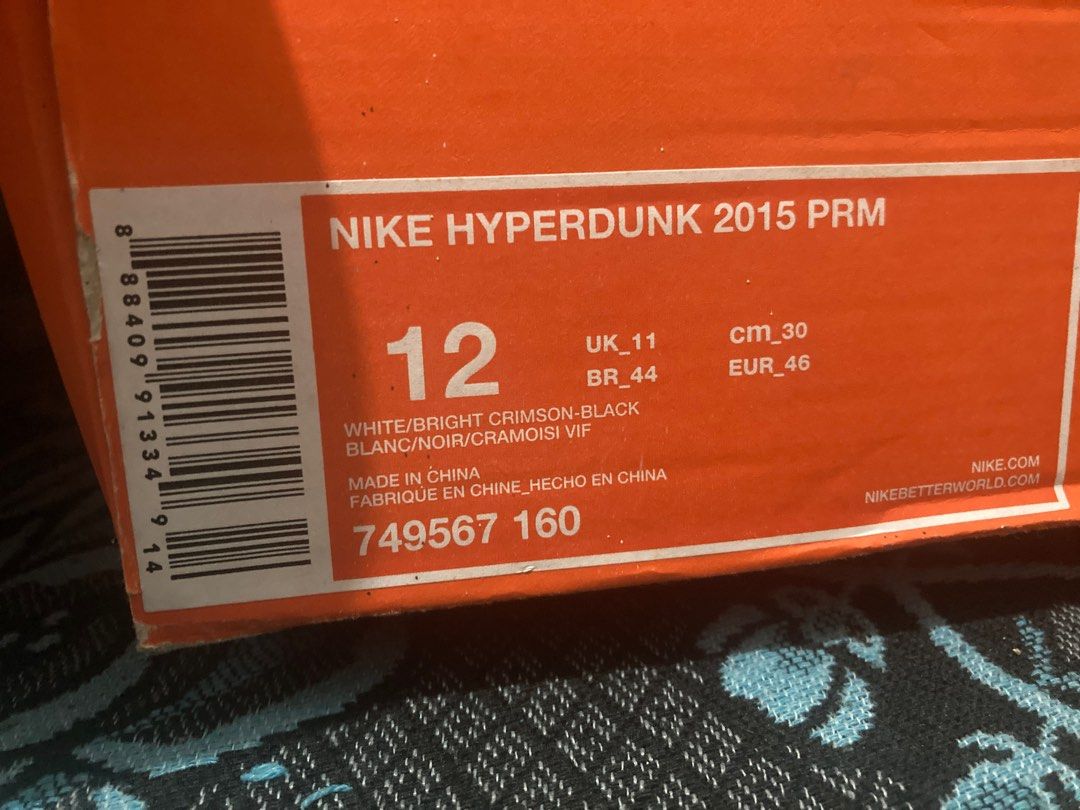 NIKE HYPERDUNK 2015 PRM
12
UK_11
cm_30
BR_44
EUR_46
WHITE/BRIGHT CRIMSON-BLACK
BLANC/NOIR/CRAMOISI VIF
MADE IN CHINA
FABRIQUÉ EN CHINE_HECHO EN CHINA
749567 160
NIKE.COM
NIKEBETTERWORLD.COM
8 88409 91334 9 14